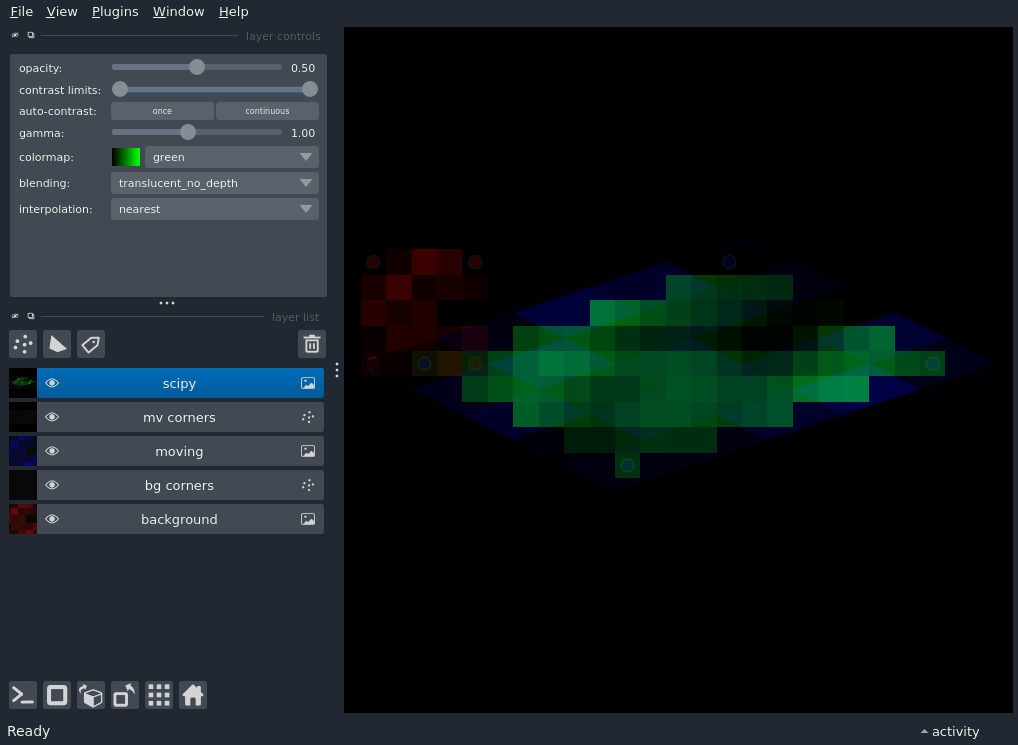 File View Plugins Window Help
layer controls
opacity: 0.50
contrast limits:
auto-contrast: once continuous
gamma: 1.00
colormap: green
blending: translucent_no_depth
interpolation: nearest
layer list
scipy
mv corners
moving
bg corners
background
Ready activity